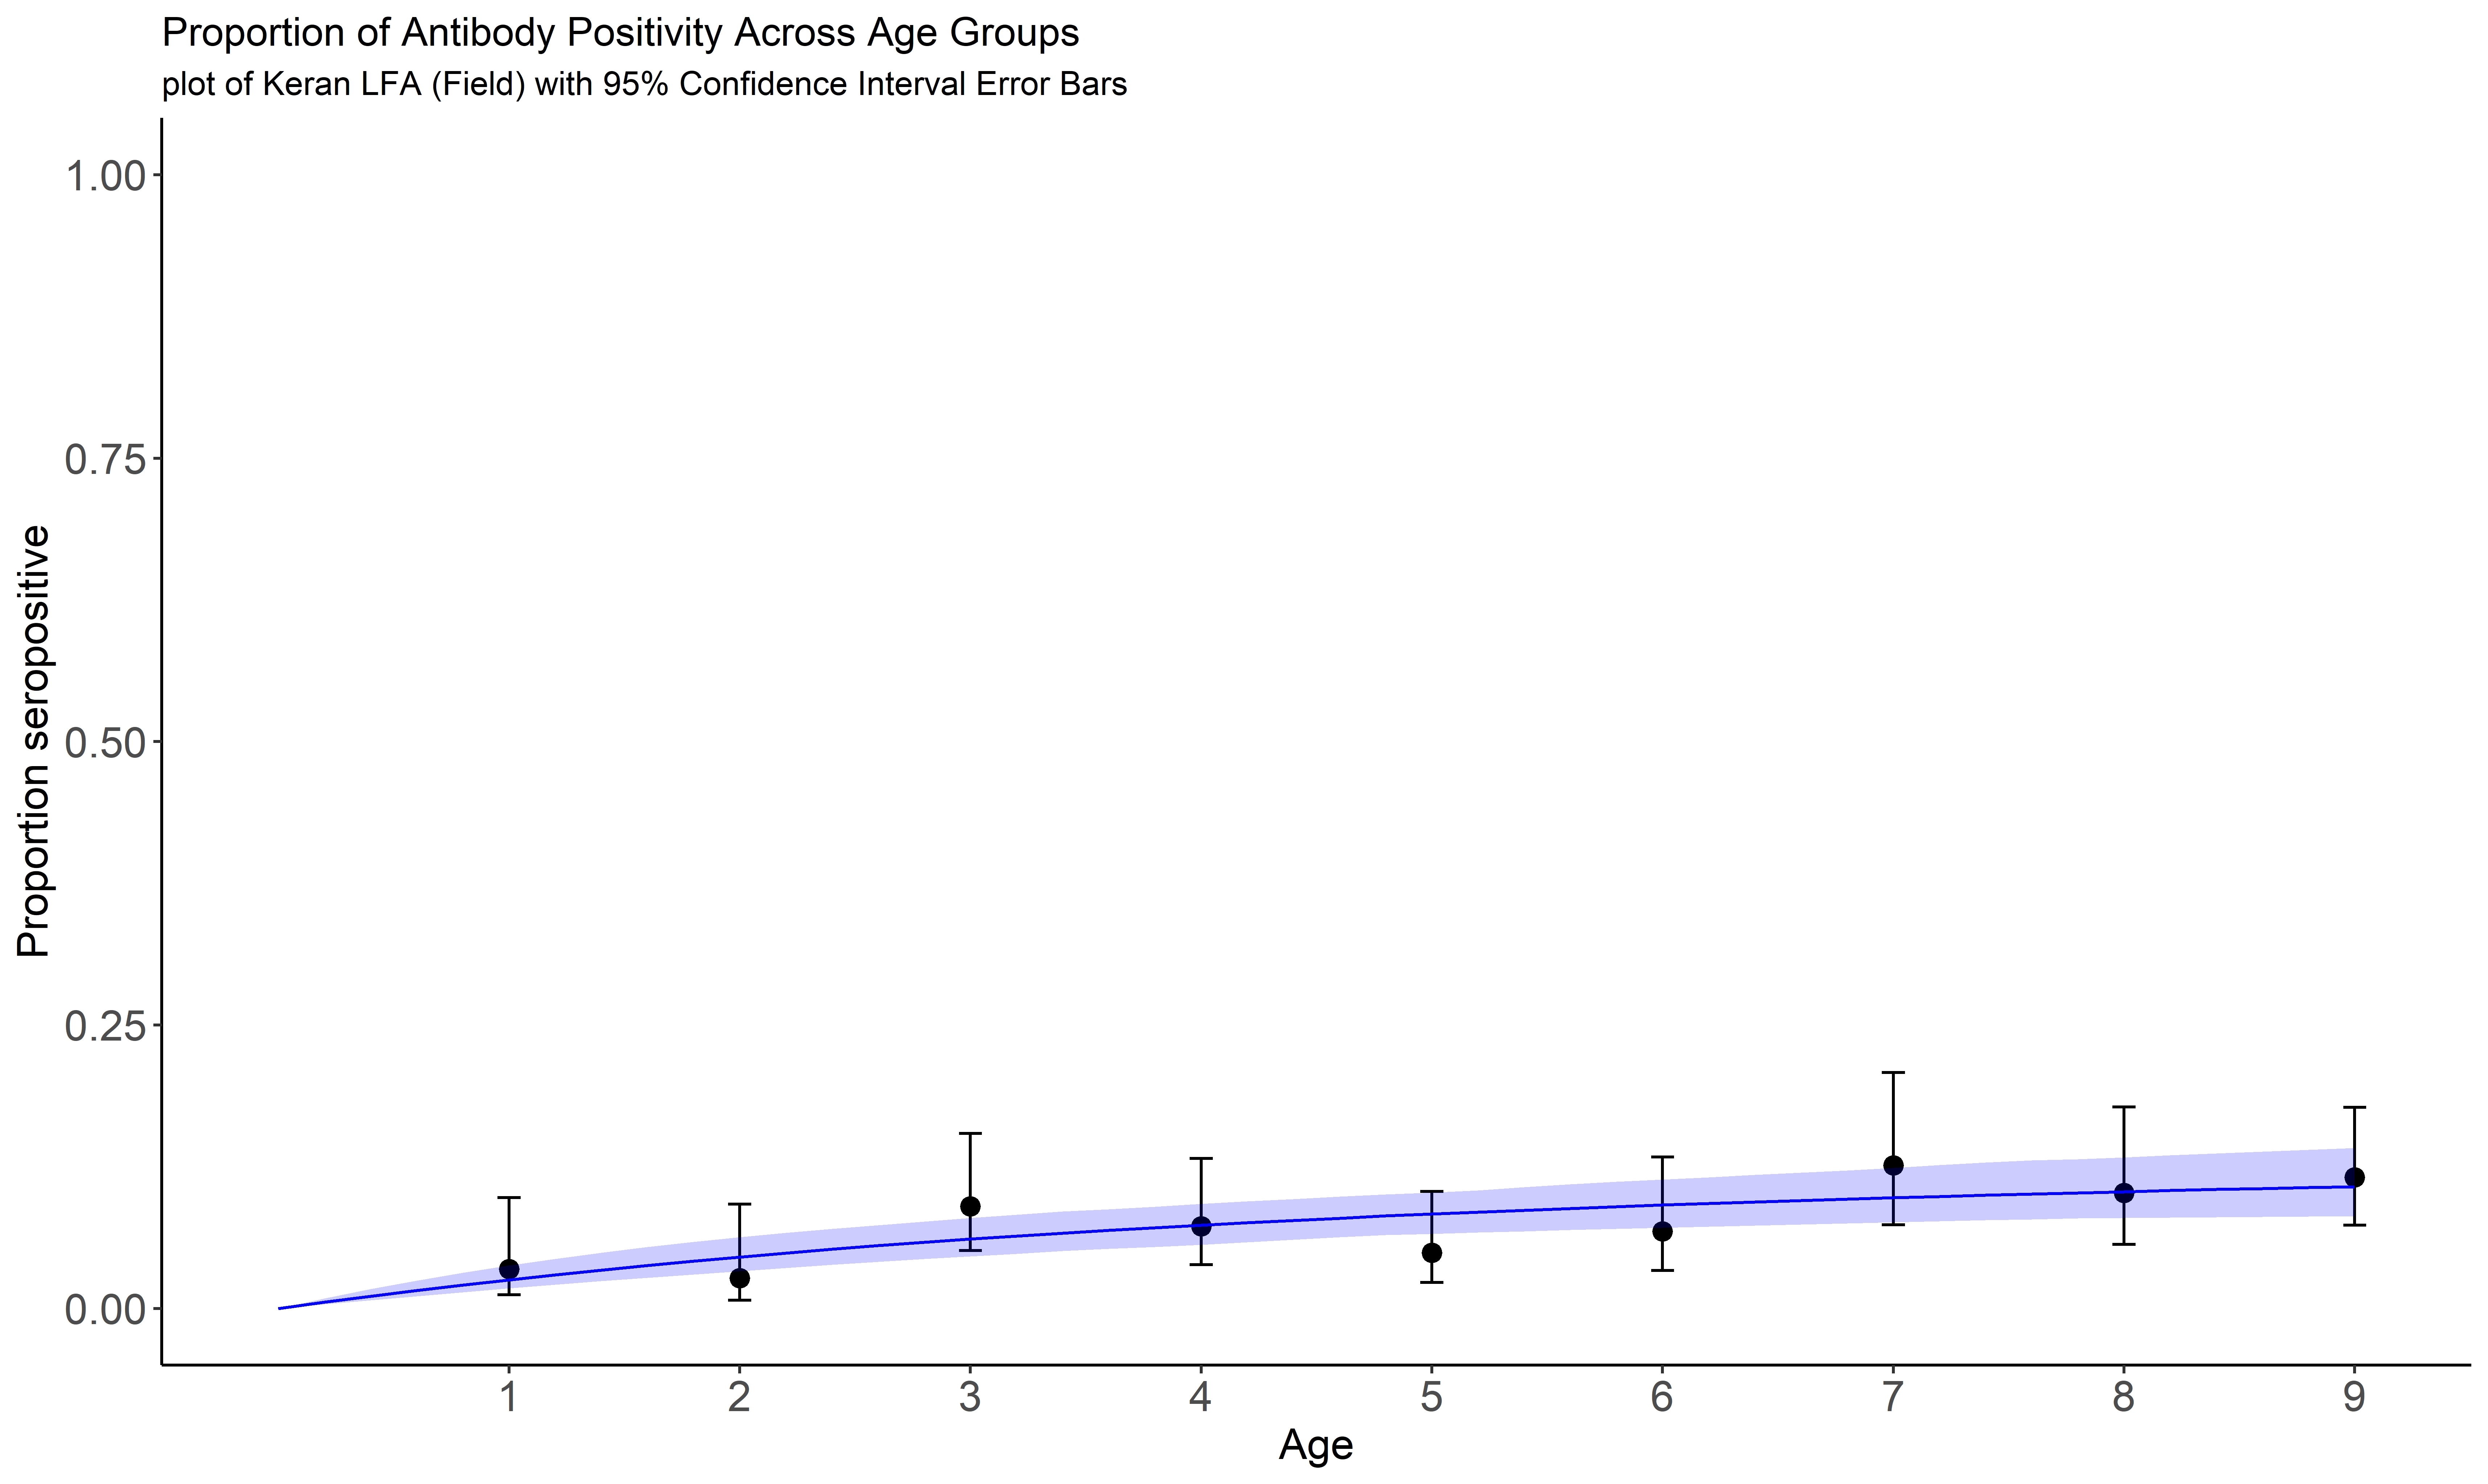 Proportion of Antibody Positivity Across Age Groups
plot of Keran LFA (Field) with 95% Confidence Interval Error Bars
Proportion seropositive
1.00
0.75
0.50
0.25
0.00
1 2 3 4 5 6 7 8 9
Age